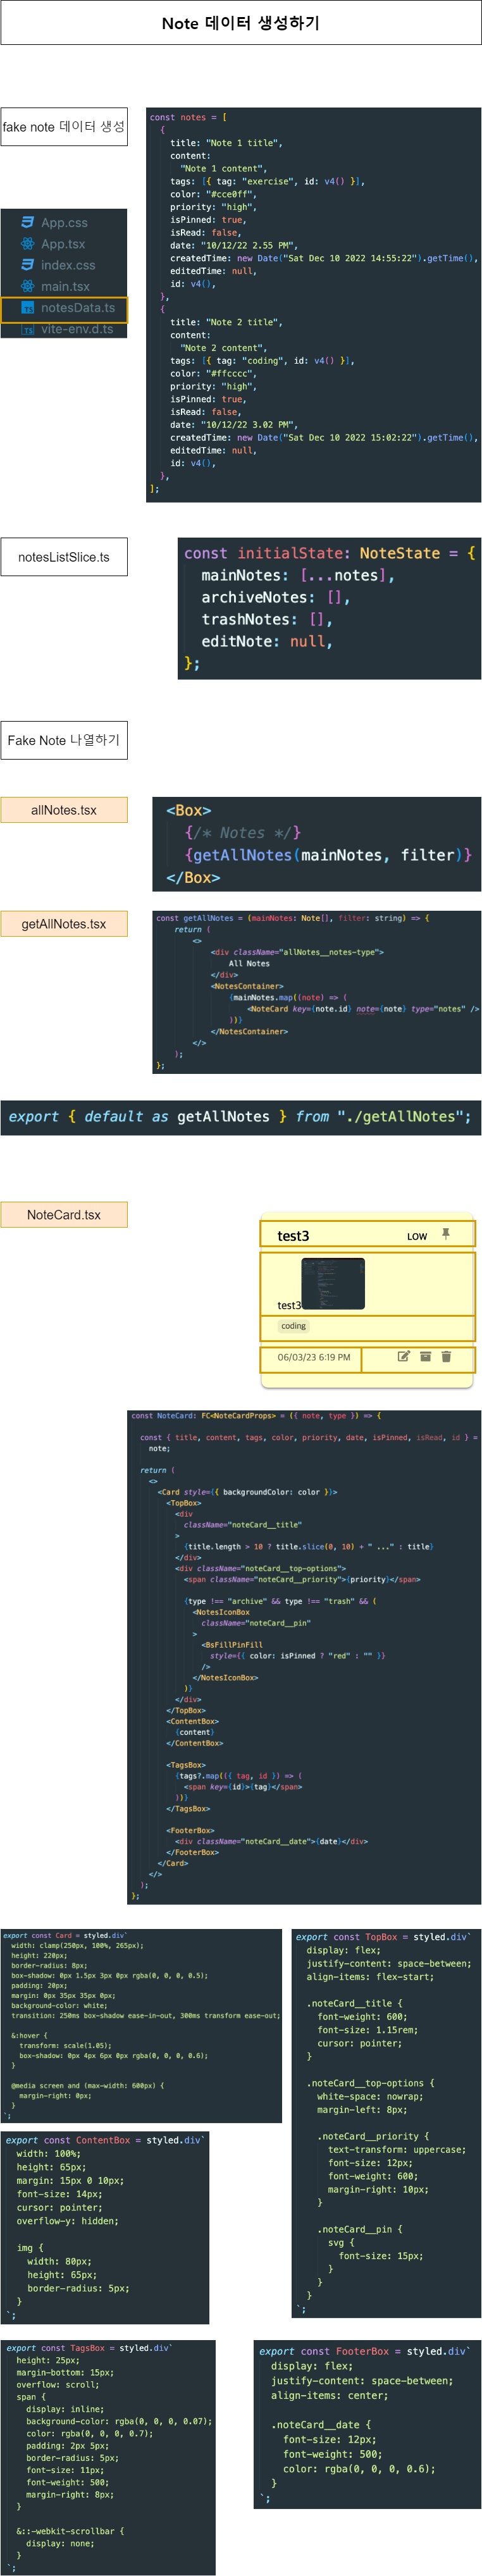 Note 데이터 생성하기
fake note 데이터 생성
App.css
App.tsx
index.css
main.tsx
notesData.ts
vite-env.d.ts
const notes = [
  {
    title: "Note 1 title",
    content:
      "Note 1 content",
    tags: [{ tag: "exercise", id: v4() }],
    color: "#cce0ff",
    priority: "high",
    isPinned: true,
    isRead: false,
    date: "10/12/22 2.55 PM",
    createdTime: new Date("Sat Dec 10 2022 14:55:22").getTime(),
    editedTime: null,
    id: v4(),
  },
  {
    title: "Note 2 title",
    content:
      "Note 2 content",
    tags: [{ tag: "coding", id: v4() }],
    color: "#ffcccc",
    priority: "high",
    isPinned: true,
    isRead: false,
    date: "10/12/22 3.02 PM",
    createdTime: new Date("Sat Dec 10 2022 15:02:22").getTime(),
    editedTime: null,
    id: v4(),
  },
];
notesListSlice.ts
const initialState: NoteState = {
  mainNotes: [...notes],
  archiveNotes: [],
  trashNotes: [],
  editNote: null,
};
Fake Note 나열하기
allNotes.tsx
<Box>
  {/* Notes */}
  {getAllNotes(mainNotes, filter)}
</Box>
getAllNotes.tsx
const getAllNotes = (mainNotes: Note[], filter: string) => {
    return (
        <>
            <div className="allNotes__notes-type">
                All Notes
            </div>
            <NotesContainer>
                {mainNotes.map((note) => (
                    <NoteCard key={note.id} note={note} type="notes" />
                ))}
            </NotesContainer>
        </>
    );
};
export { default as getAllNotes } from "./getAllNotes";
NoteCard.tsx
test3 LOW
test3
coding
06/03/23 6:19 PM
const NoteCard: FC<NoteCardProps> = ({ note, type }) => {
  const { title, content, tags, color, priority, date, isPinned, isRead, id } =
    note;
  return (
    <>
      <Card style={{ backgroundColor: color }}>
        <TopBox>
          <div
            className="noteCard__title"
          >
            {title.length > 10 ? title.slice(0, 10) + " ..." : title}
          </div>
          <div className="noteCard__top-options">
            <span className="noteCard__priority">{priority}</span>
            {type !== "archive" && type !== "trash" && (
              <NotesIconBox
                className="noteCard__pin"
              >
                <BsFillPinFill
                  style={{ color: isPinned ? "red" : "" }}
                />
              </NotesIconBox>
            )}
          </div>
        </TopBox>
        <ContentBox>
          {content}
        </ContentBox>
        <TagsBox>
          {tags?.map(({ tag, id }) => (
            <span key={id}>{tag}</span>
          ))}
        </TagsBox>
        <FooterBox>
          <div className="noteCard__date">{date}</div>
        </FooterBox>
      </Card>
    </>
  );
};
export const Card = styled.div`
  width: clamp(250px, 100%, 265px);
  height: 220px;
  border-radius: 8px;
  box-shadow: 0px 1.5px 3px 0px rgba(0, 0, 0, 0.5);
  padding: 20px;
  margin: 0px 35px 35px 0px;
  background-color: white;
  transition: 250ms box-shadow ease-in-out, 300ms transform ease-out;
  &:hover {
    transform: scale(1.05);
    box-shadow: 0px 4px 6px 0px rgba(0, 0, 0, 0.6);
  }
  @media screen and (max-width: 600px) {
    margin-right: 0px;
  }
`;
export const TopBox = styled.div`
  display: flex;
  justify-content: space-between;
  align-items: flex-start;
  .noteCard__title {
    font-weight: 600;
    font-size: 1.15rem;
    cursor: pointer;
  }
  .noteCard__top-options {
    white-space: nowrap;
    margin-left: 8px;
    .noteCard__priority {
      text-transform: uppercase;
      font-size: 12px;
      font-weight: 600;
      margin-right: 10px;
    }
    .noteCard__pin {
      svg {
        font-size: 15px;
      }
    }
  }
`;
export const ContentBox = styled.div`
  width: 100%;
  height: 65px;
  margin: 15px 0 10px;
  font-size: 14px;
  cursor: pointer;
  overflow-y: hidden;
  img {
    width: 80px;
    height: 65px;
    border-radius: 5px;
  }
`;
export const TagsBox = styled.div`
  height: 25px;
  margin-bottom: 15px;
  overflow: scroll;
  span {
    display: inline;
    background-color: rgba(0, 0, 0, 0.07);
    color: rgba(0, 0, 0, 0.7);
    padding: 2px 5px;
    border-radius: 5px;
    font-size: 11px;
    font-weight: 500;
    margin-right: 8px;
  }
  &::-webkit-scrollbar {
    display: none;
  }
`;
export const FooterBox = styled.div`
  display: flex;
  justify-content: space-between;
  align-items: center;
  .noteCard__date {
    font-size: 12px;
    font-weight: 500;
    color: rgba(0, 0, 0, 0.6);
  }
`;